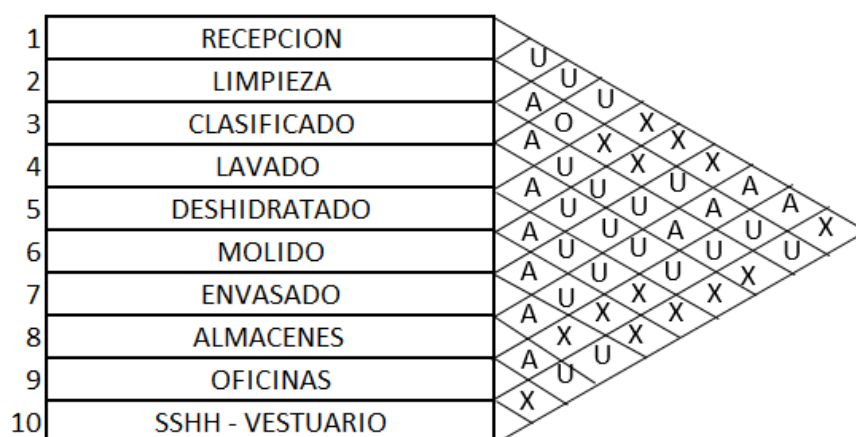 1 RECEPCION
2 LIMPIEZA
3 CLASIFICADO
4 LAVADO
5 DESHIDRATADO
6 MOLIDO
7 ENVASADO
8 ALMACENES
9 OFICINAS
10 SSHH - VESTUARIO
U U U X X X A A X
A O X X U A U U
A U U U A U X
A U U U U X
A U U X X
A U X X
A X U
A U
X